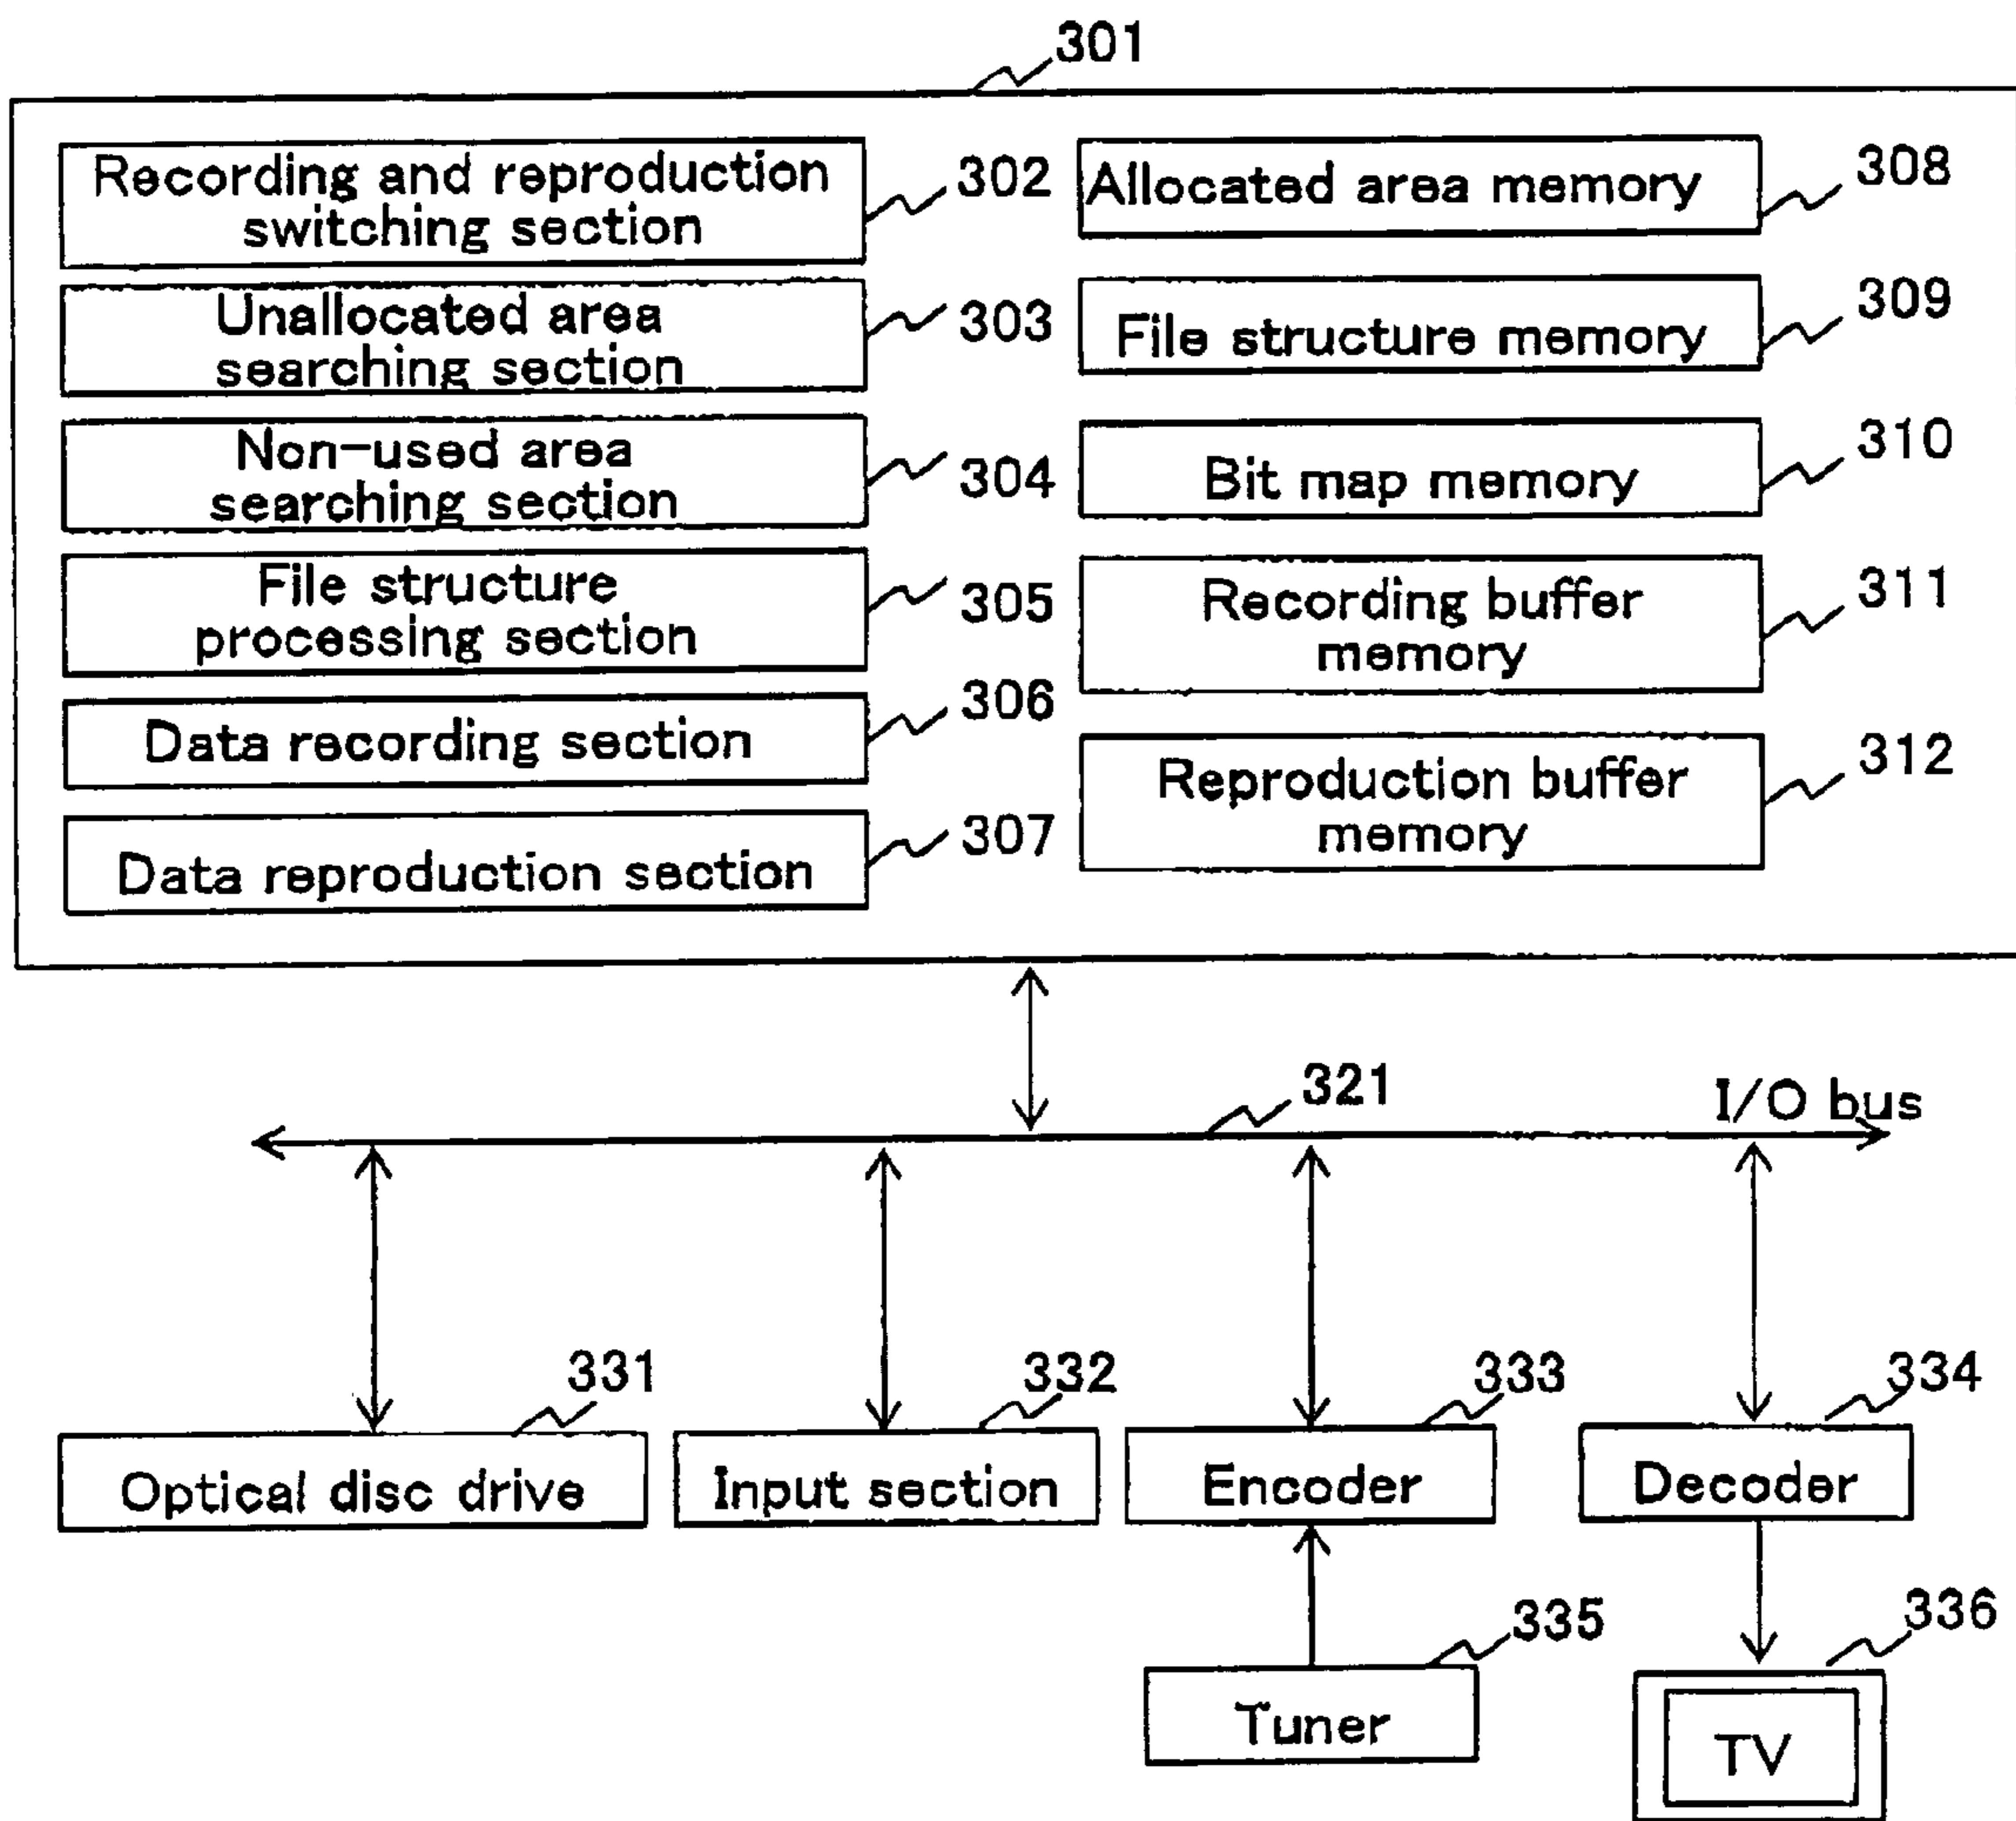 301
Recording and reproduction
switching section
302
Unallocated area
searching section
303
Non-used area
searching section
304
File structure
processing section
305
Data recording section
306
Data reproduction section
307
Allocated area memory
308
File structure memory
309
Bit map memory
310
Recording buffer
memory
311
Reproduction buffer
memory
312
321
I/O bus
331
Optical disc drive
332
Input section
333
Encoder
334
Decoder
335
Tuner
336
TV